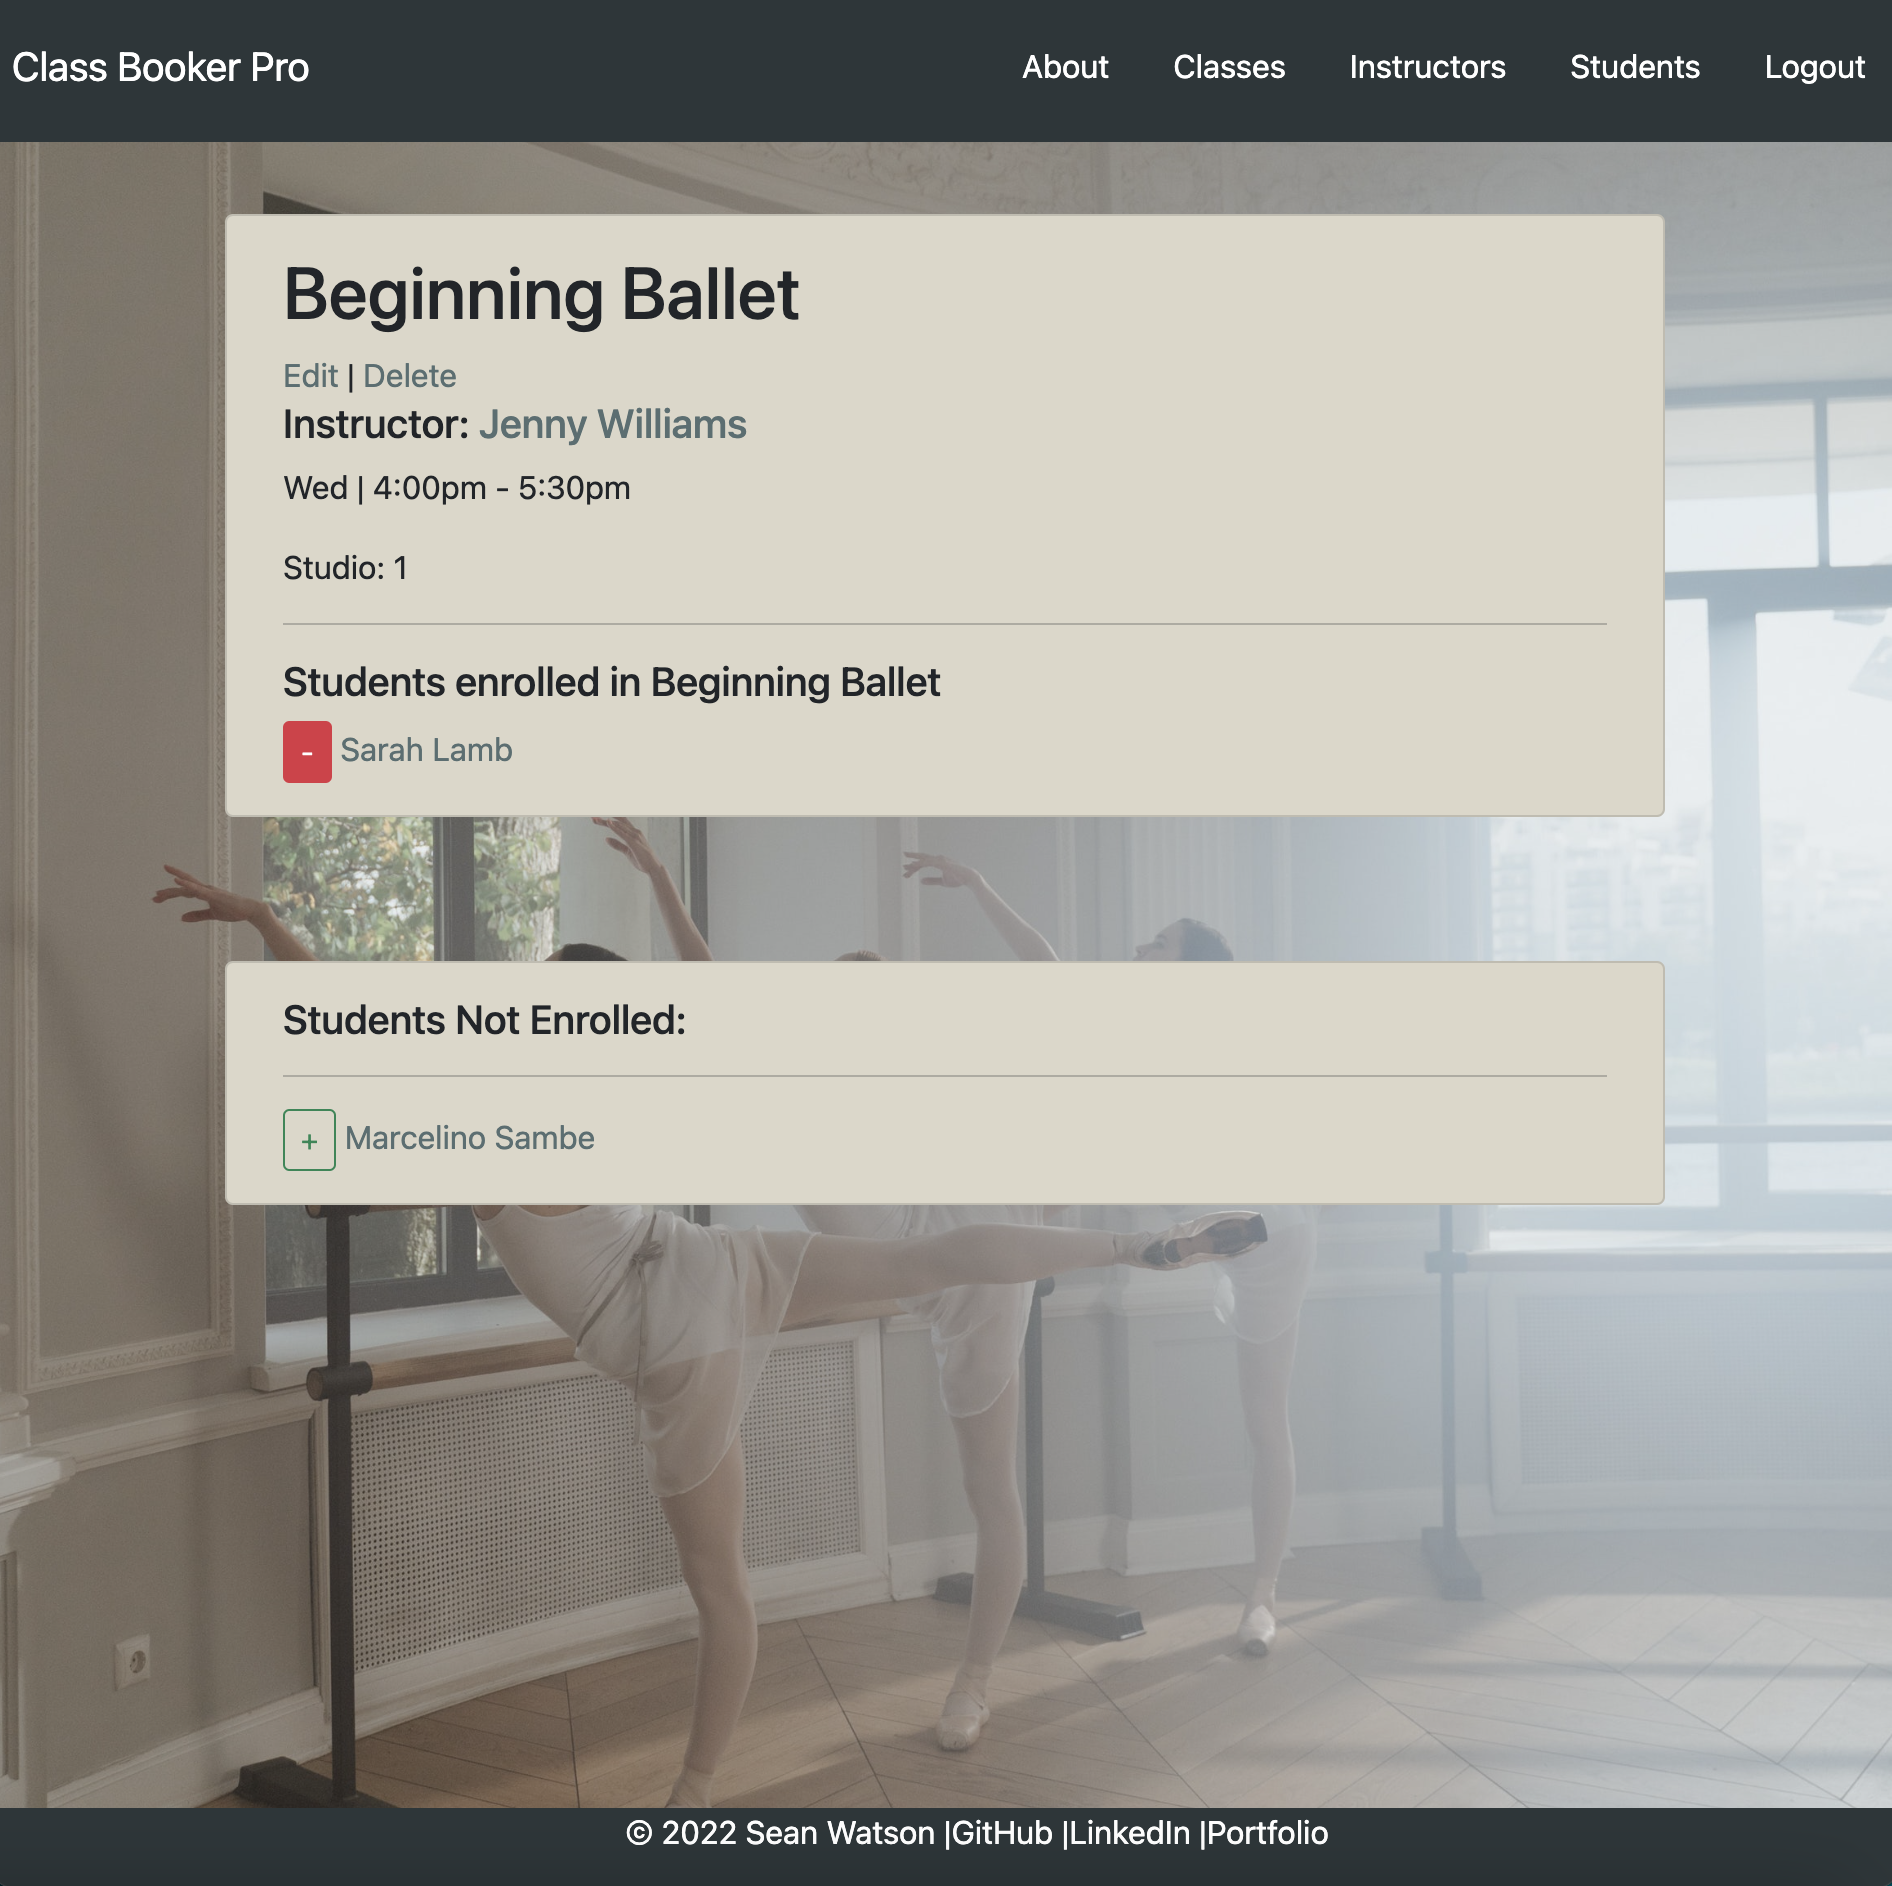 Class Booker Pro
About Classes Instructors Students Logout
Beginning Ballet
Edit | Delete
Instructor: Jenny Williams
Wed | 4:00pm - 5:30pm
Studio: 1
Students enrolled in Beginning Ballet
- Sarah Lamb
Students Not Enrolled:
+ Marcelino Sambe
© 2022 Sean Watson |GitHub |LinkedIn |Portfolio